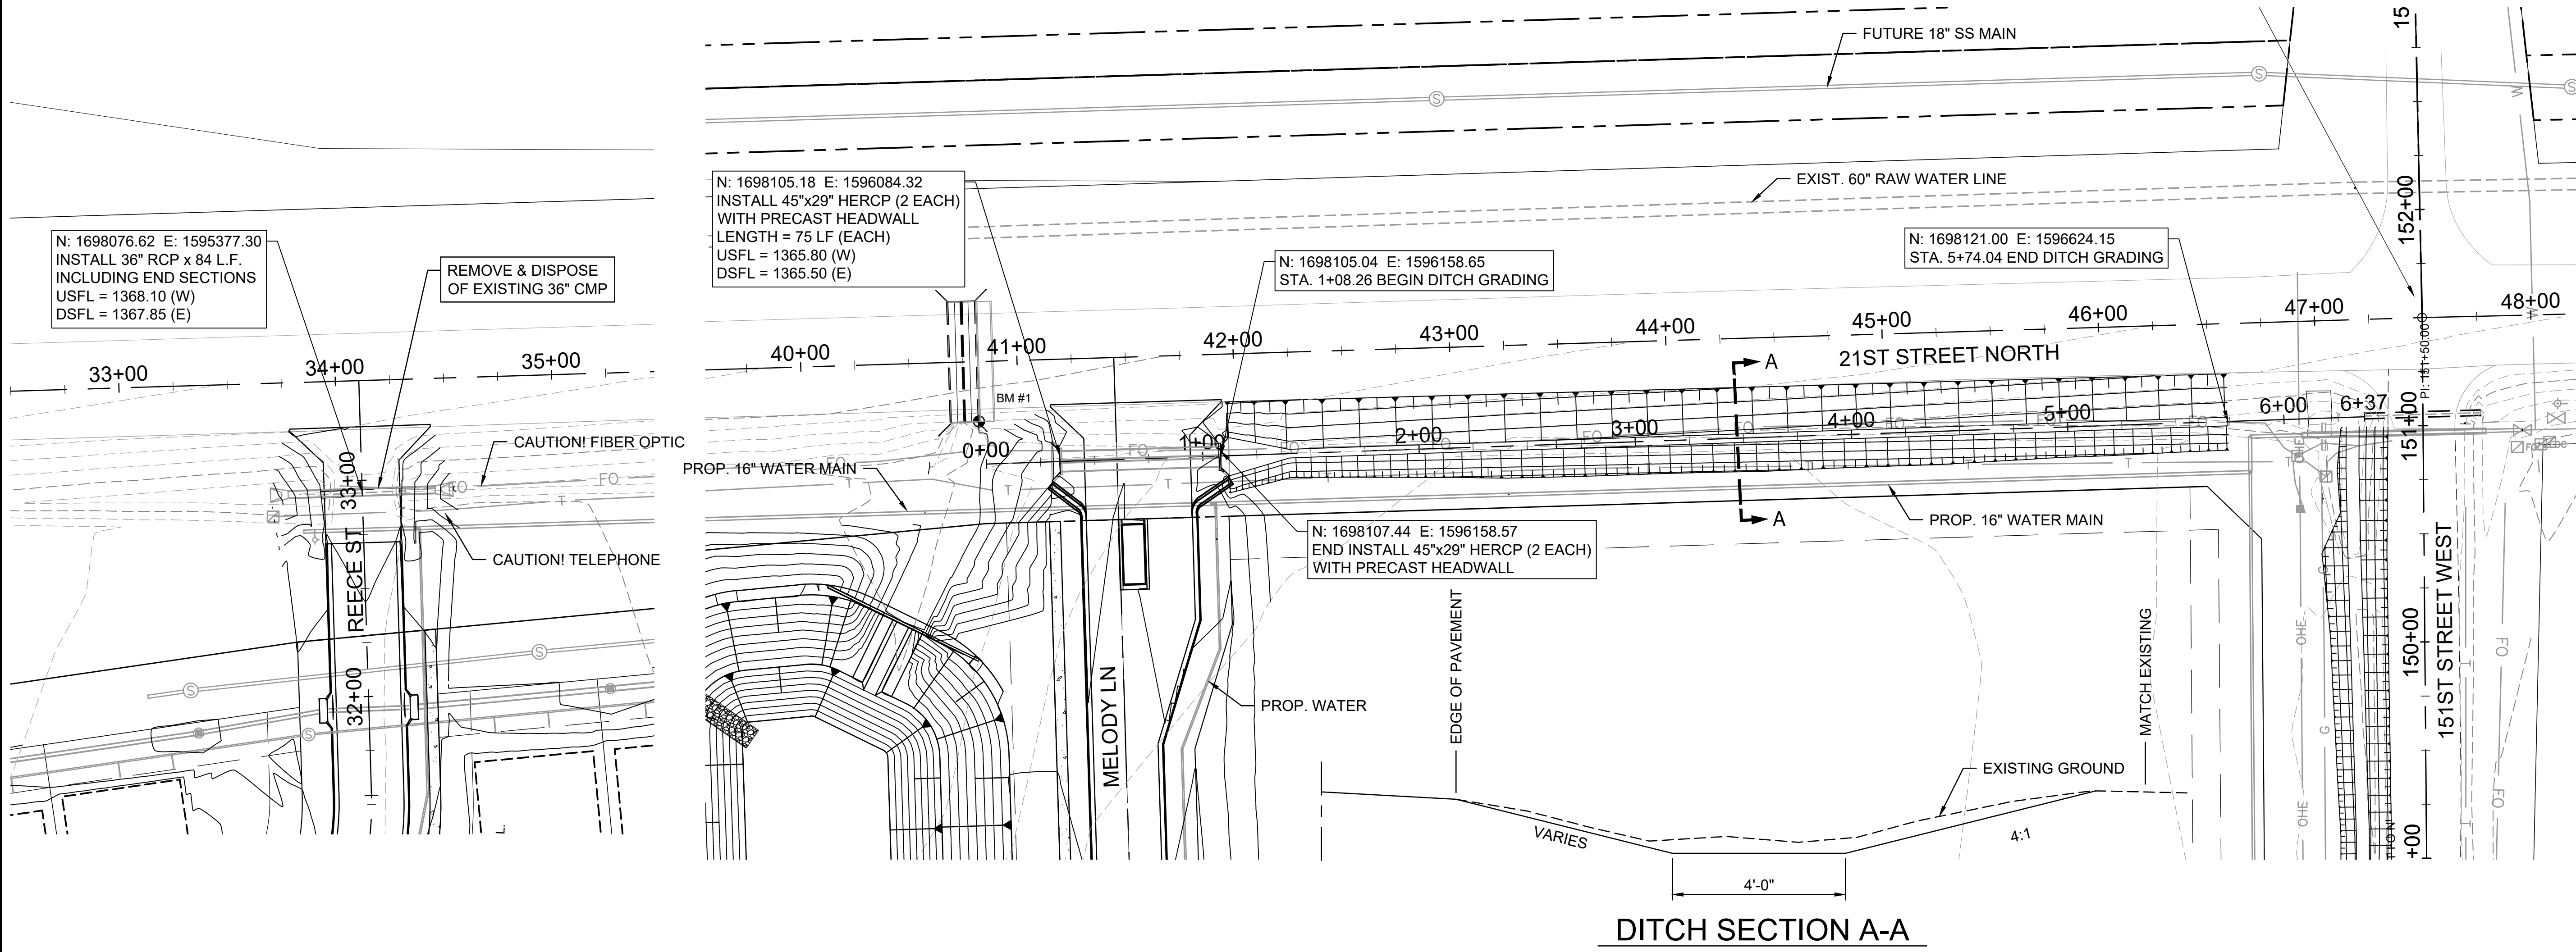 FUTURE 18" SS MAIN
EXIST. 60" RAW WATER LINE
N: 1698076.62  E: 1595377.30
INSTALL 36" RCP x 84 L.F.
INCLUDING END SECTIONS
USFL = 1368.10 (W)
DSFL = 1367.85 (E)
REMOVE & DISPOSE
OF EXISTING 36" CMP
N: 1698105.18  E: 1596084.32
INSTALL 45"x29" HERCP (2 EACH)
WITH PRECAST HEADWALL
LENGTH = 75 LF (EACH)
USFL = 1365.80 (W)
DSFL = 1365.50 (E)
N: 1698105.04  E: 1596158.65
STA. 1+08.26 BEGIN DITCH GRADING
N: 1698121.00  E: 1596624.15
STA. 5+74.04 END DITCH GRADING
33+00
34+00
35+00
40+00
41+00
42+00
43+00
44+00
45+00
46+00
47+00
48+00
21ST STREET NORTH
A
A
BM #1
0+00
1+00
2+00
3+00
4+00
5+00
6+00
6+37
CAUTION! FIBER OPTIC
PROP. 16" WATER MAIN
CAUTION! TELEPHONE
FO
T
REECE ST
33+00
32+00
N: 1698107.44  E: 1596158.57
END INSTALL 45"x29" HERCP (2 EACH)
WITH PRECAST HEADWALL
PROP. 16" WATER MAIN
MELODY LN
PROP. WATER
15
152+00
PI: 151+50.00
151+00
150+00
+00
151ST STREET WEST
OHE
OHE
G
FO
FO
W
S
S
S
S
S
EDGE OF PAVEMENT
MATCH EXISTING
EXISTING GROUND
VARIES
4:1
4'-0"
DITCH SECTION A-A